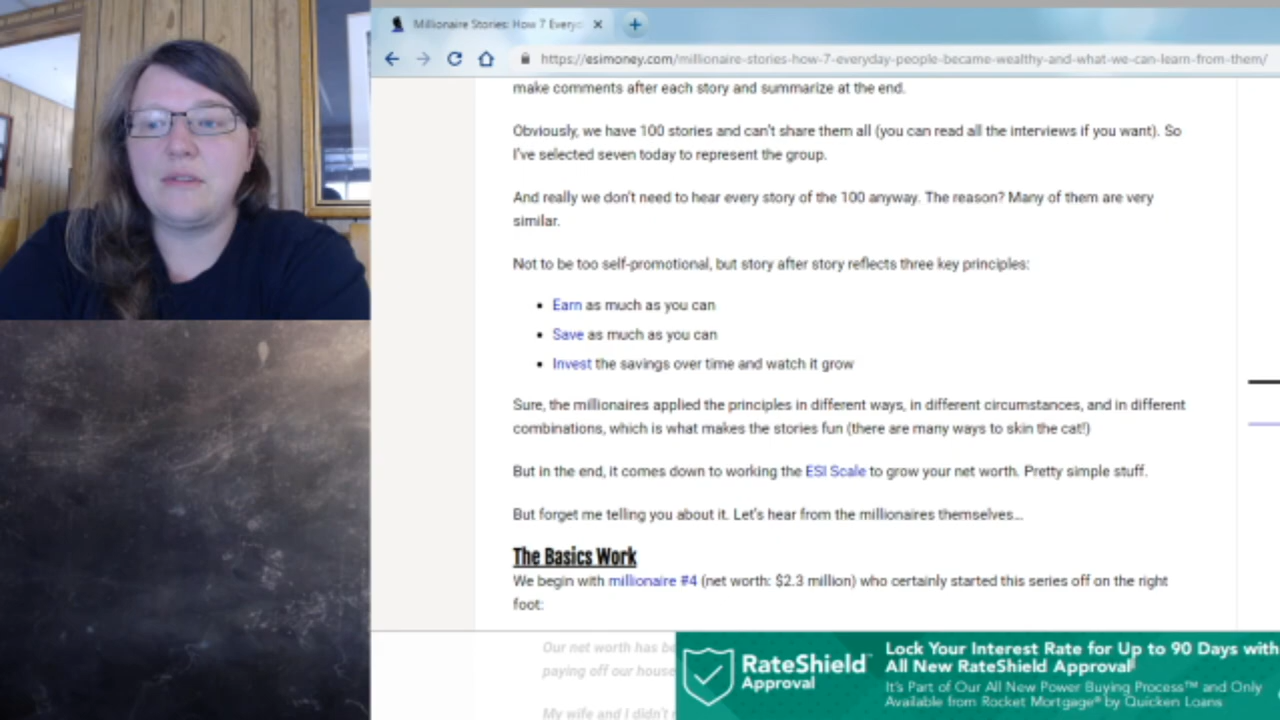 Millionaire Stories: How 7 Everyd
https://esimoney.com/millionaire-stories-how-7-everyday-people-became-wealthy-and-what-we-can-learn-from-them/
make comments after each story and summarize at the end.
Obviously, we have 100 stories and can't share them all (you can read all the interviews if you want). So
I've selected seven today to represent the group.
And really we don't need to hear every story of the 100 anyway. The reason? Many of them are very
similar.
Not to be too self-promotional, but story after story reflects three key principles:
• Earn as much as you can
• Save as much as you can
• Invest the savings over time and watch it grow
Sure, the millionaires applied the principles in different ways, in different circumstances, and in different
combinations, which is what makes the stories fun (there are many ways to skin the cat!)
But in the end, it comes down to working the ESI Scale to grow your net worth. Pretty simple stuff.
But forget me telling you about it. Let's hear from the millionaires themselves...
The Basics Work
We begin with millionaire #4 (net worth: $2.3 million) who certainly started this series off on the right
foot:
Our net worth has be
paying off our house
My wife and I didn't
RateShield™
Approval
Lock Your Interest Rate for Up to 90 Days with
All New RateShield Approval
It's Part of Our All New Power Buying Process™ and Only
Available from Rocket Mortgage® by Quicken Loans